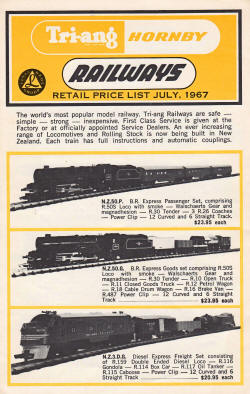 Tri-ang HORNBY
RAILWAYS
RETAIL PRICE LIST JULY, 1967
The world's most popular model railway. Tri-ang Railways are safe —
simple — strong — inexpensive. First Class Service is given at the
Factory or at officially appointed Service Dealers. An ever increasing
range of Locomotives and Rolling Stock is now being built in New
Zealand. Each train has full instructions and automatic couplings.
N.Z.50.P. B.R. Express Passenger Set, comprising
R.50S Loco with smoke — Walschaerts Gear and
magnadhesion — R.30 Tender — 3 R.26 Coaches
— Power Clip — 12 Curved and 6 Straight Track.
$23.95 each
N.Z.50.G. B.R. Express Goods set comprising R.50S
Loco with smoke — Walschaerts Gear and
magnadhesion — R.30 Tender — R.10 Open Truck
— R.11 Closed Goods Truck — R.12 Petrol Wagon
— R.18 Cable Drum Wagon — R.16 Brake Van —
R.487 Power Clip — 12 Curved and 6 Straight
Track $23.95 each
N.Z.3.D.B. Diesel Express Freight Set consisting
of R.159 Double Ended Diesel Loco — R.116
Gondola — R.114 Box Car — R.117 Oil Tanker —
R.115 Caboose — Power Clip — 12 Curved and 6
Straight Track — $20.95 each